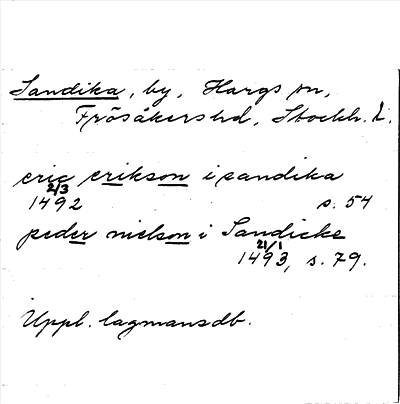 Sandika, by, Hargs sn,
Frösåkers hd, Stockh. L.
eric erikson i sandika
2/3
1492 s. 54
peder nielson i Sandicke
21/1
1493, s. 79.
Uppl. lagmansdb.